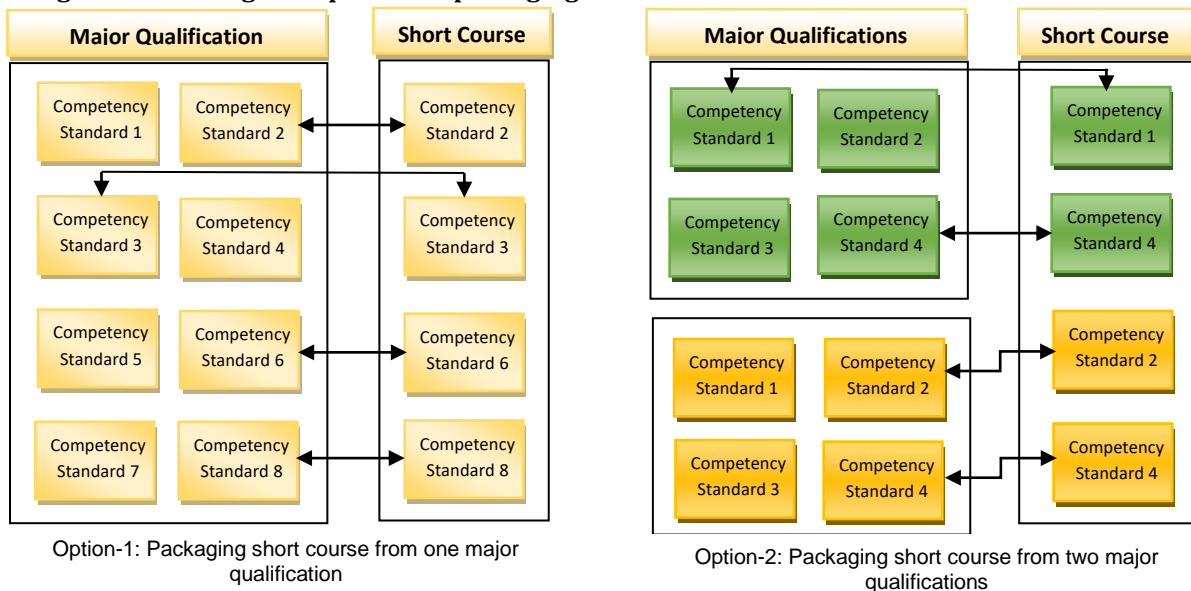 Major Qualification
Short Course
Competency
Standard 1
Competency
Standard 2
Competency
Standard 2
Competency
Standard 3
Competency
Standard 4
Competency
Standard 3
Competency
Standard 5
Competency
Standard 6
Competency
Standard 6
Competency
Standard 7
Competency
Standard 8
Competency
Standard 8
Option-1: Packaging short course from one major
qualification
Major Qualifications
Short Course
Competency
Standard 1
Competency
Standard 2
Competency
Standard 1
Competency
Standard 3
Competency
Standard 4
Competency
Standard 4
Competency
Standard 1
Competency
Standard 2
Competency
Standard 2
Competency
Standard 3
Competency
Standard 4
Competency
Standard 4
Option-2: Packaging short course from two major
qualifications